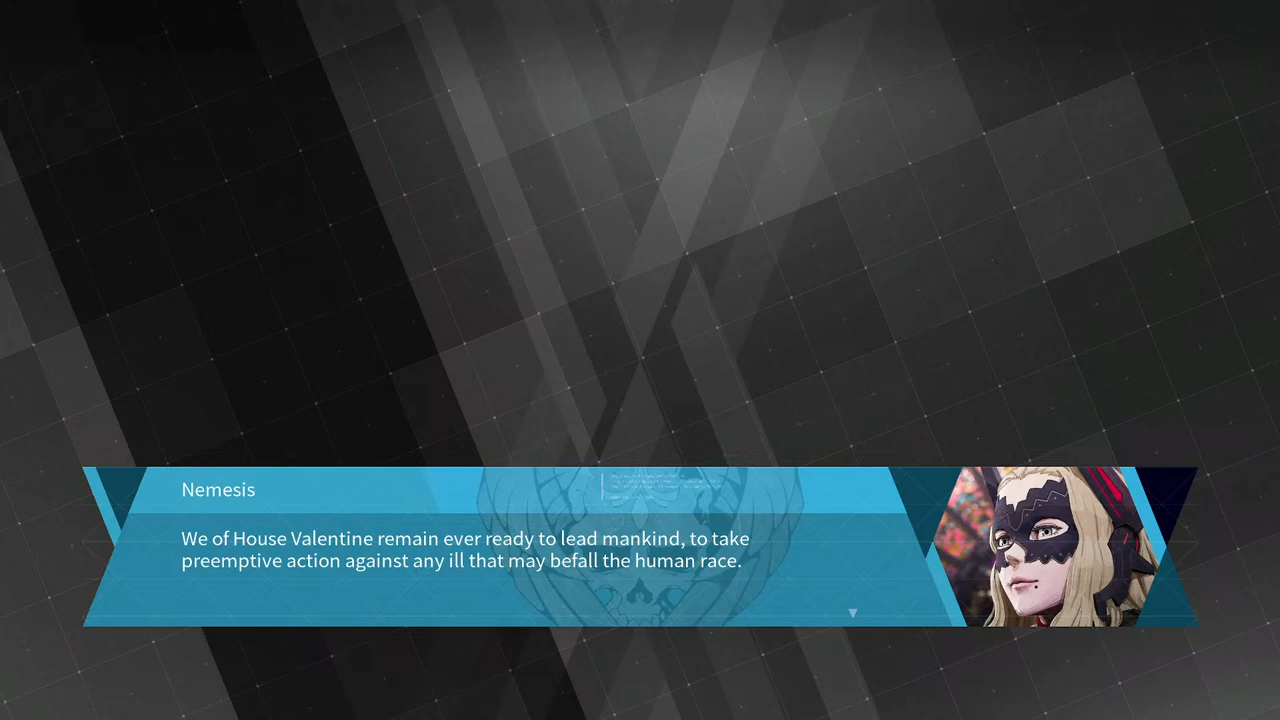 Nemesis
We of House Valentine remain ever ready to lead mankind, to take
preemptive action against any ill that may befall the human race.